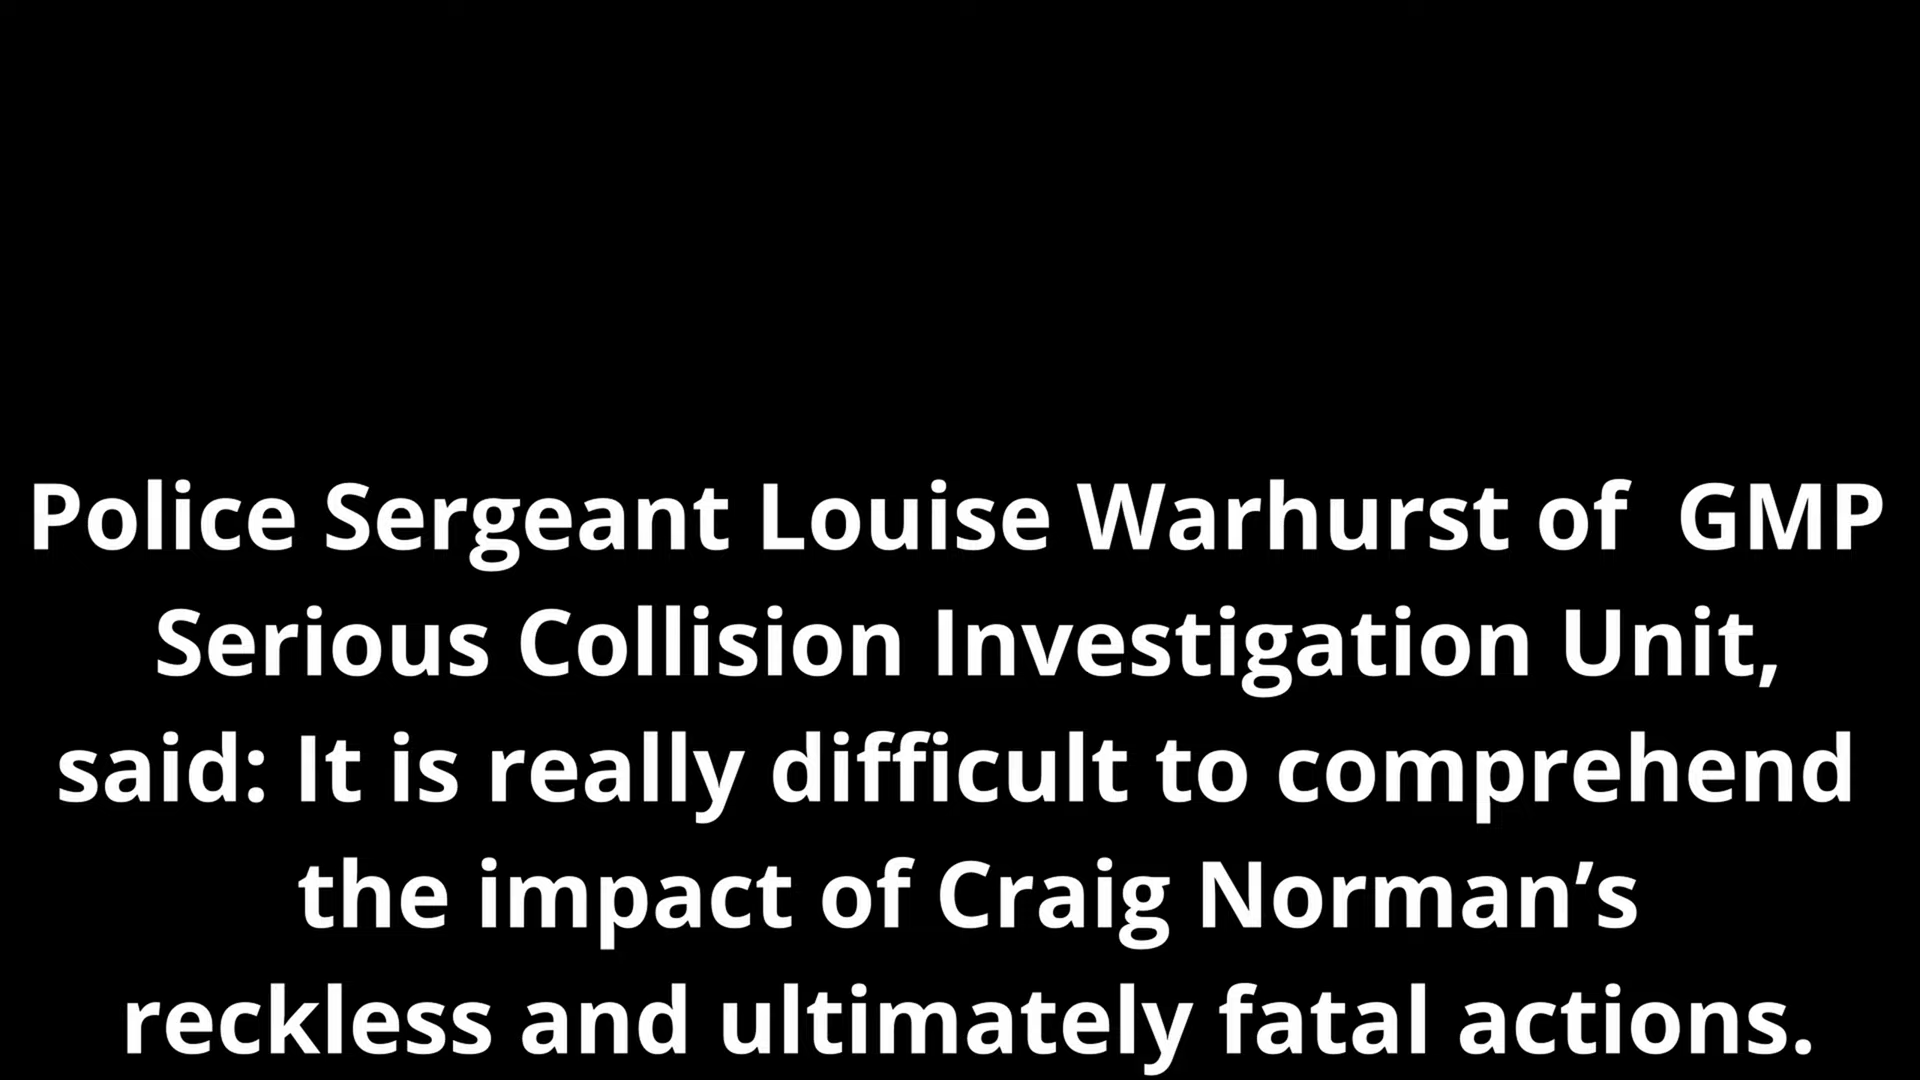 Police Sergeant Louise Warhurst of  GMP
Serious Collision Investigation Unit,
said: It is really difficult to comprehend
the impact of Craig Norman’s
reckless and ultimately fatal actions.